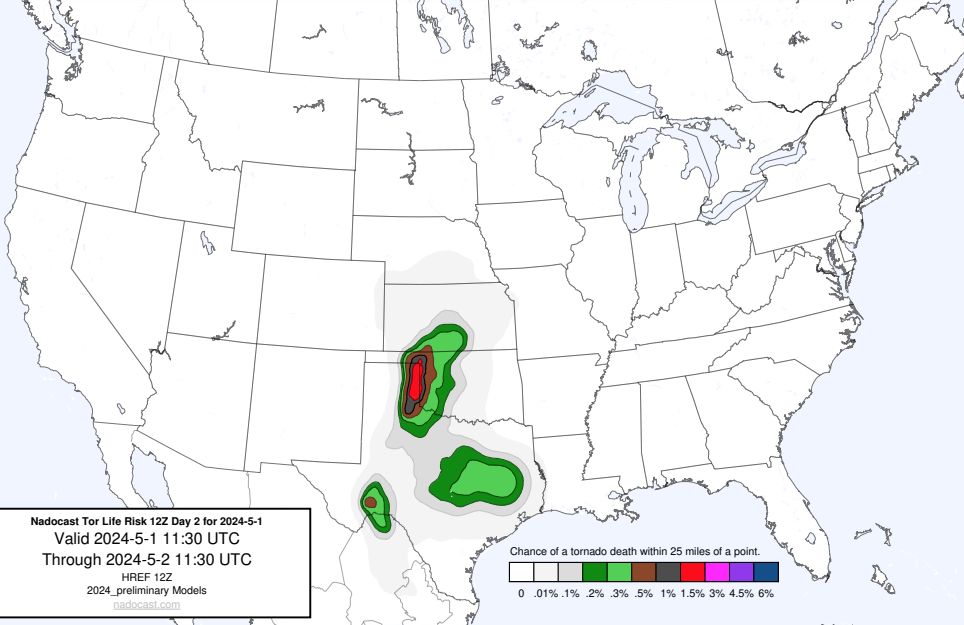 Nadocast Tor Life Risk 12Z Day 2 for 2024-5-1
Valid 2024-5-1 11:30 UTC
Through 2024-5-2 11:30 UTC
HREF 12Z
2024_preliminary Models
nadocast.com
Chance of a tornado death within 25 miles of a point.
0 .01% .1% .2% .3% .5% 1% 1.5% 3% 4.5% 6%